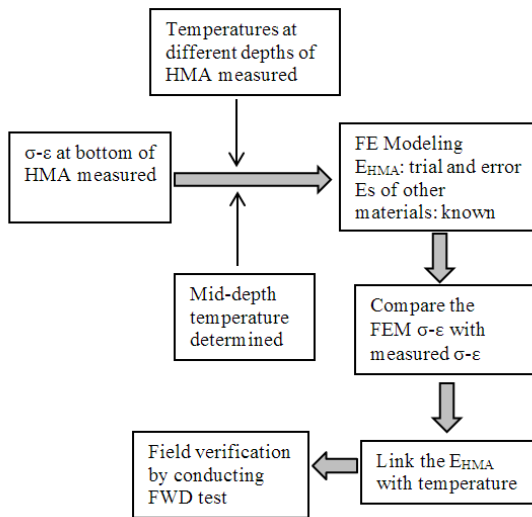 Temperatures at
different depths of
HMA measured
σ-ε at bottom of
HMA measured
FE Modeling
EHMA: trial and error
Es of other
materials: known
Mid-depth
temperature
determined
Compare the
FEM σ-ε with
measured σ-ε
Link the EHMA
with temperature
Field verification
by conducting
FWD test